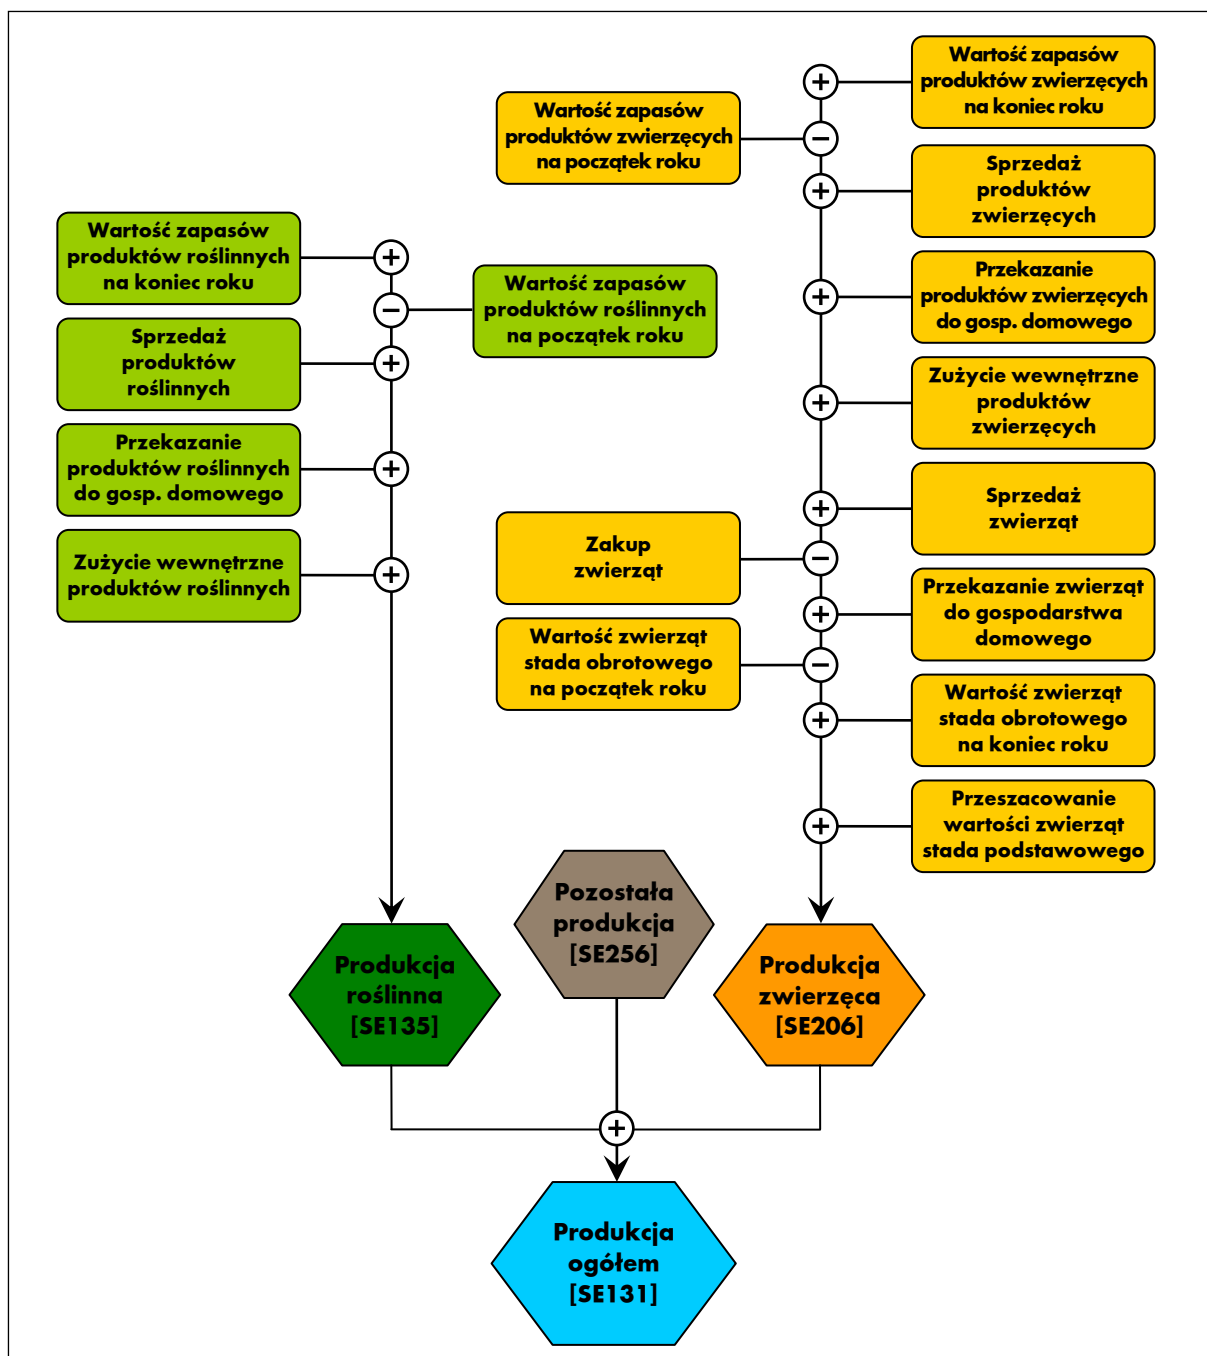 Wartość zapasów
produktów zwierzęcych
na koniec roku
+
Wartość zapasów
produktów zwierzęcych
na początek roku
−
Sprzedaż
produktów
zwierzęcych
+
Przekazanie
produktów zwierzęcych
do gosp. domowego
+
Zużycie wewnętrzne
produktów
zwierzęcych
+
Sprzedaż
zwierząt
+
Zakup
zwierząt
−
Przekazanie zwierząt
do gospodarstwa
domowego
+
Wartość zwierząt
stada obrotowego
na początek roku
−
Wartość zwierząt
stada obrotowego
na koniec roku
+
Przeszacowanie
wartości zwierząt
stada podstawowego
+
Wartość zapasów
produktów roślinnych
na koniec roku
+
Wartość zapasów
produktów roślinnych
na początek roku
−
Sprzedaż
produktów
roślinnych
+
Przekazanie
produktów roślinnych
do gosp. domowego
+
Zużycie wewnętrzne
produktów roślinnych
+
Produkcja
roślinna
[SE135]
Pozostała
produkcja
[SE256]
Produkcja
zwierzęca
[SE206]
+
Produkcja
ogółem
[SE131]